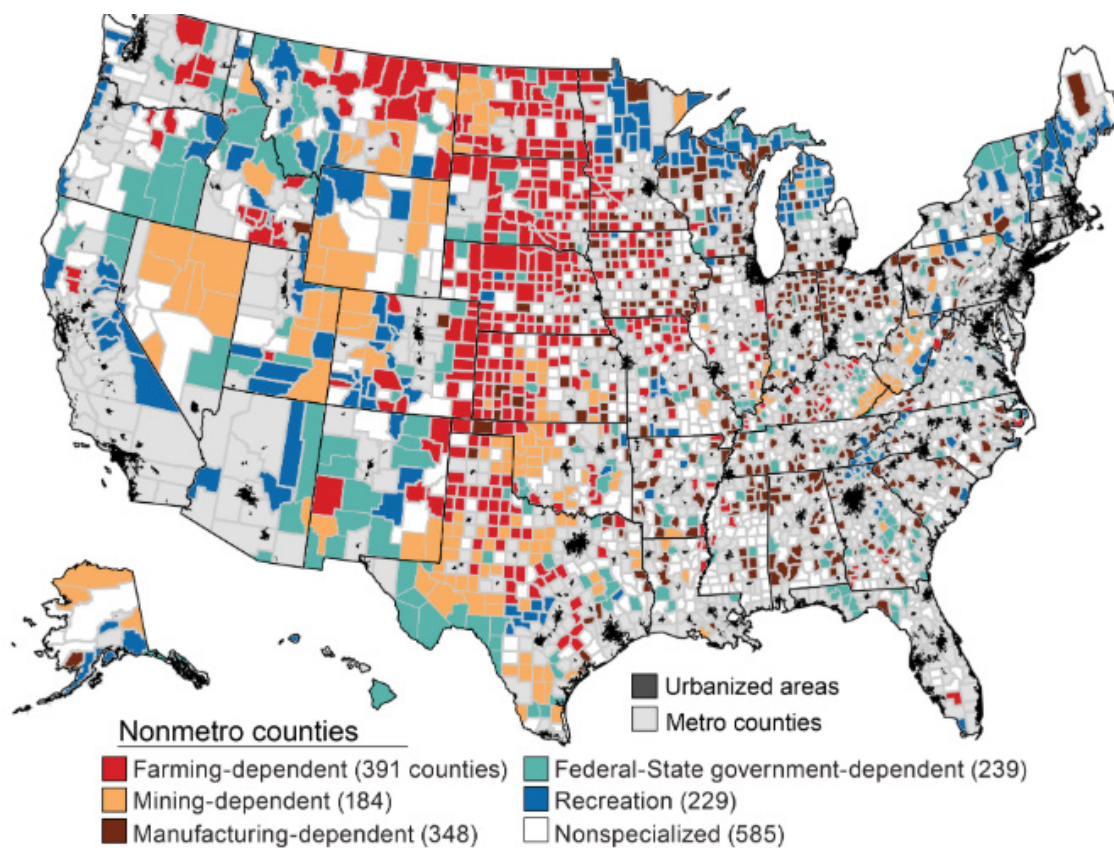 Urbanized areas
Metro counties
Nonmetro counties
Farming-dependent (391 counties)
Mining-dependent (184)
Manufacturing-dependent (348)
Federal-State government-dependent (239)
Recreation (229)
Nonspecialized (585)